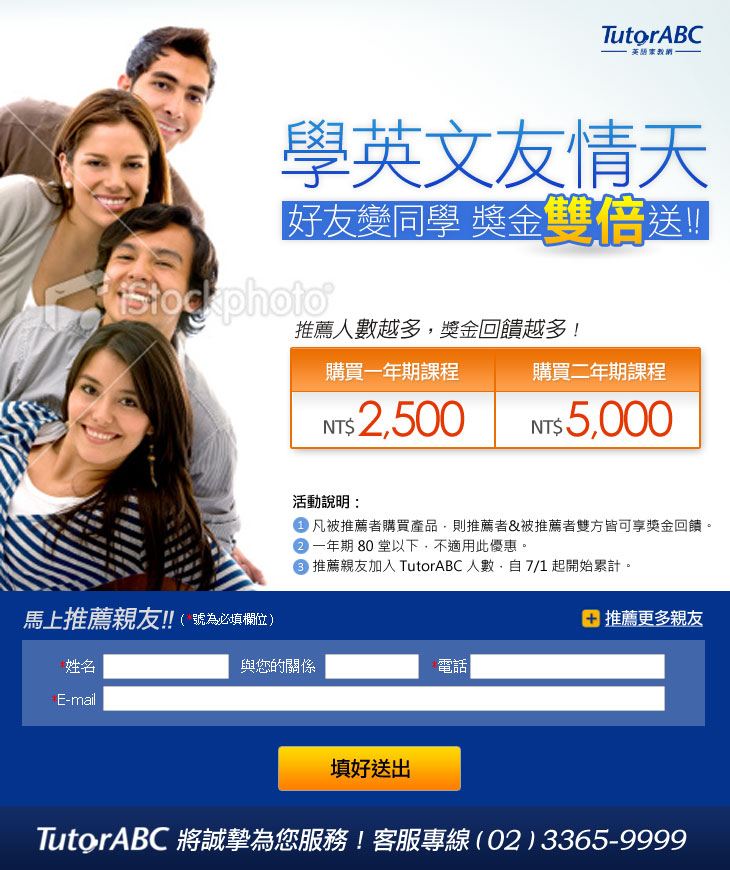 TutorABC
英語家教網
學英文友情天
好友變同學 獎金雙倍送!!
iStockphoto
推薦人數越多，獎金回饋越多！
購買一年期課程 購買二年期課程
NT$2,500 NT$5,000
活動說明：
1 凡被推薦者購買產品，則推薦者&被推薦者雙方皆可享獎金回饋。
2 一年期 80 堂以下，不適用此優惠。
3 推薦親友加入 TutorABC 人數，自 7/1 起開始累計。
馬上推薦親友!! (*號為必填欄位) + 推薦更多親友
*姓名 與您的關係 *電話
*E-mail
填好送出
TutorABC 將誠摯為您服務！客服專線 (02) 3365-9999